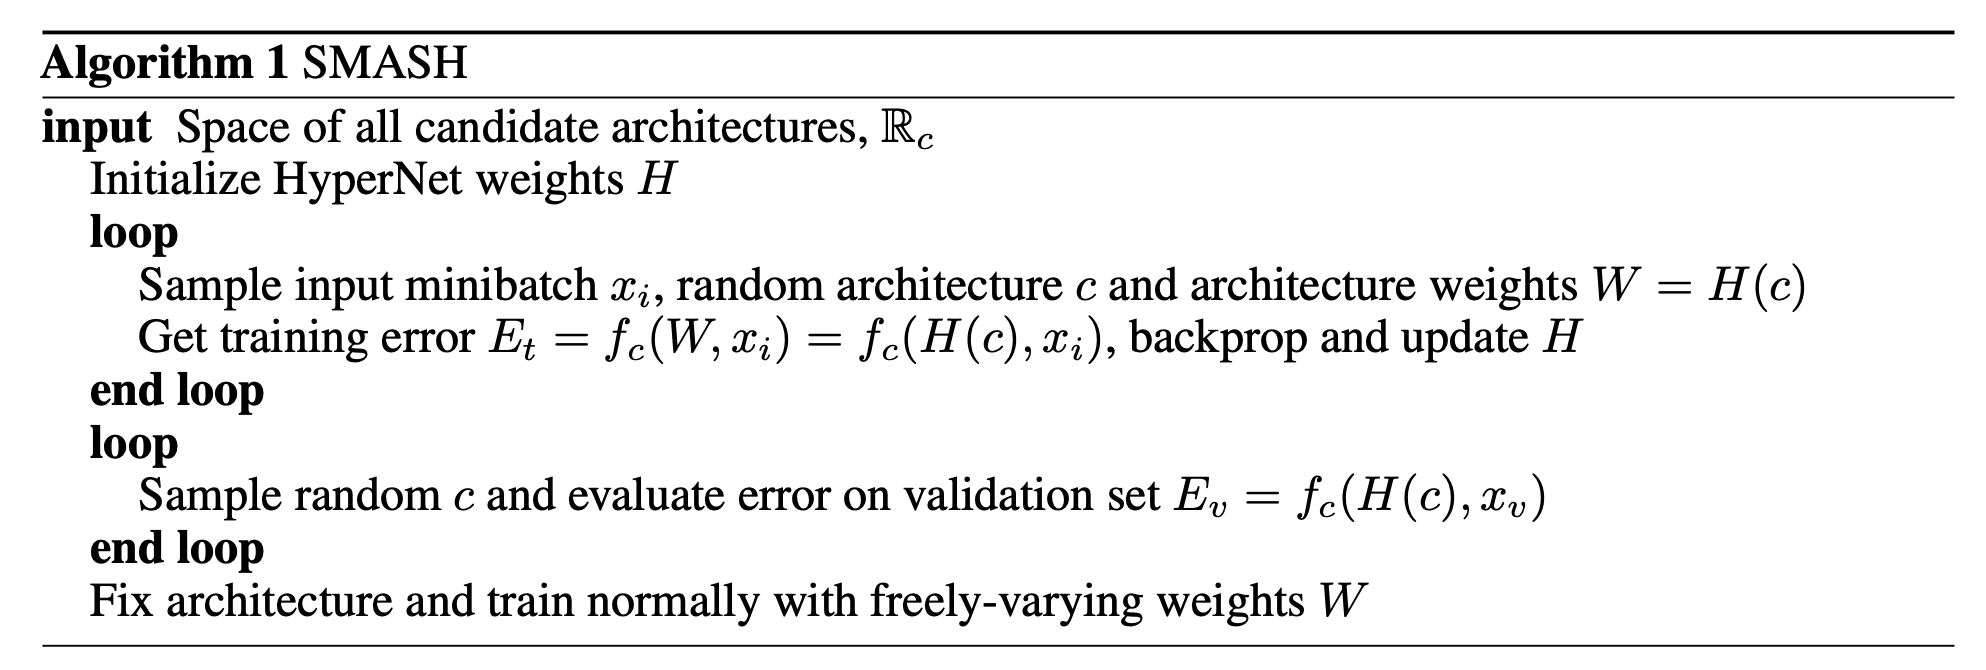 Algorithm 1 SMASH
input Space of all candidate architectures, ℝ_c
Initialize HyperNet weights H
loop
Sample input minibatch x_i, random architecture c and architecture weights W = H(c)
Get training error E_t = f_c(W, x_i) = f_c(H(c), x_i), backprop and update H
end loop
loop
Sample random c and evaluate error on validation set E_v = f_c(H(c), x_v)
end loop
Fix architecture and train normally with freely-varying weights W